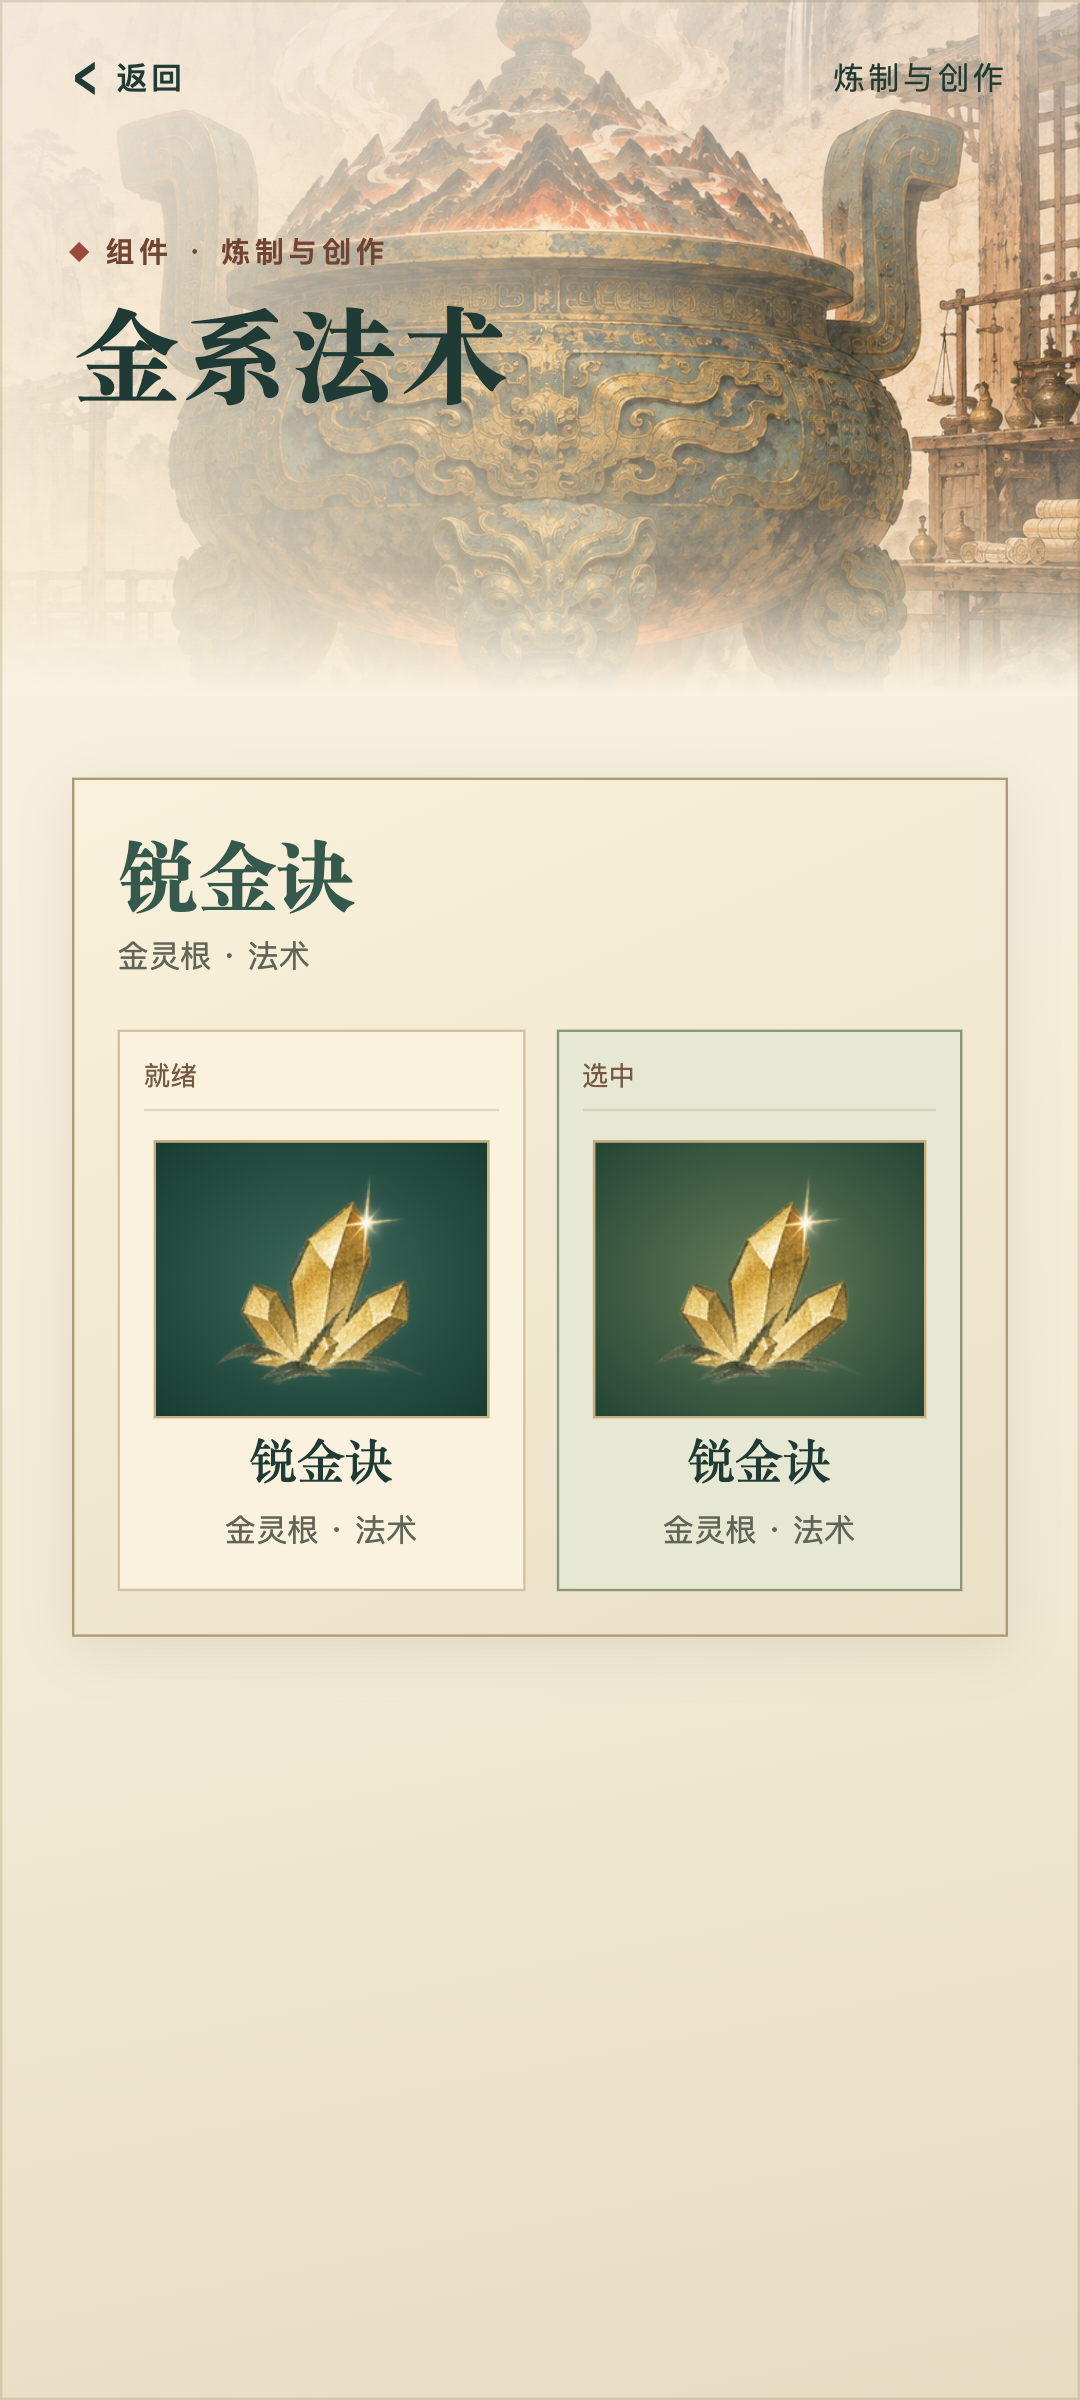 返回
炼制与创作
组件 · 炼制与创作
金系法术
锐金诀
金灵根 · 法术
就绪
选中
锐金诀
锐金诀
金灵根 · 法术
金灵根 · 法术